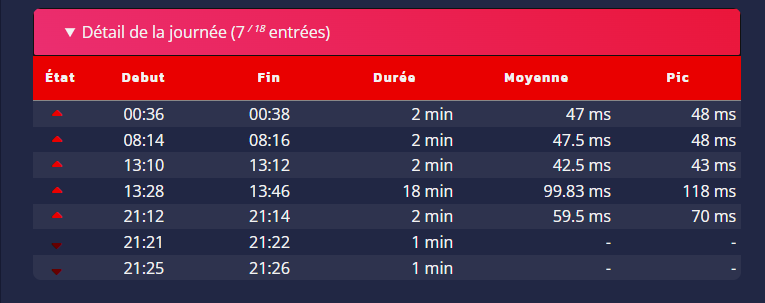 ▼ Détail de la journée (7 / 18 entrées)
État Debut Fin Durée Moyenne Pic
00:36 00:38 2 min 47 ms 48 ms
08:14 08:16 2 min 47.5 ms 48 ms
13:10 13:12 2 min 42.5 ms 43 ms
13:28 13:46 18 min 99.83 ms 118 ms
21:12 21:14 2 min 59.5 ms 70 ms
21:21 21:22 1 min - -
21:25 21:26 1 min - -